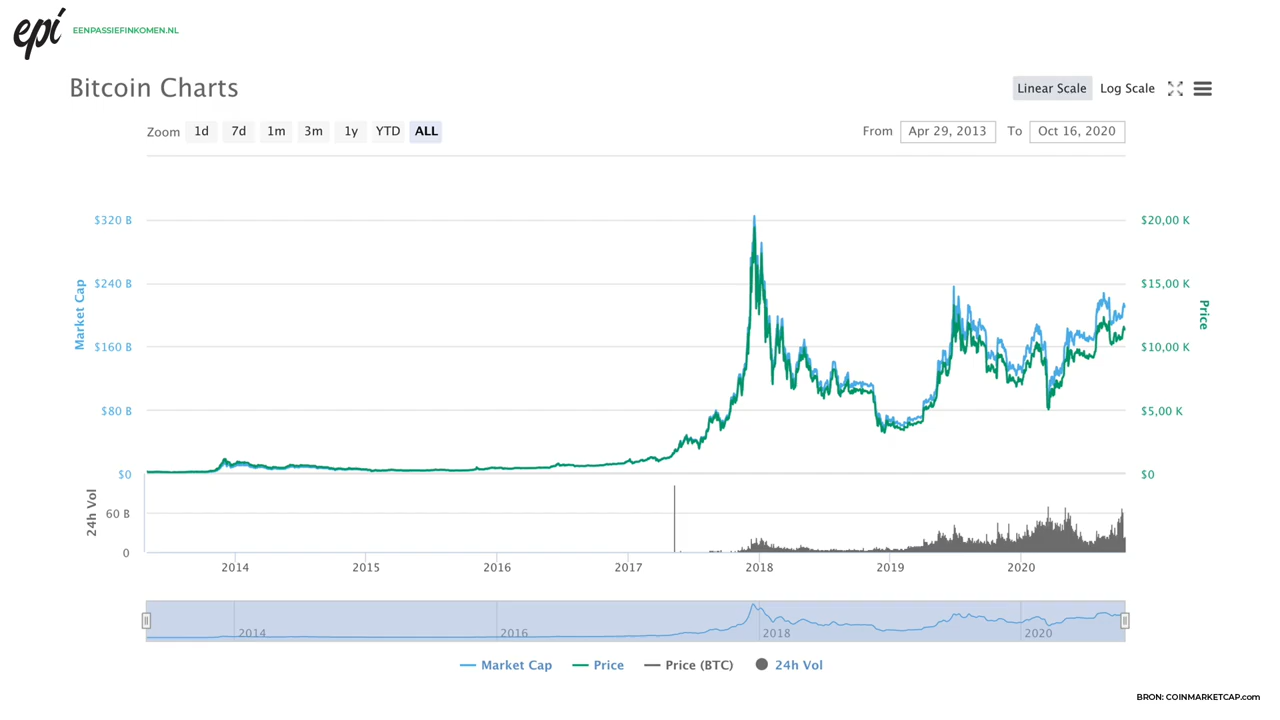 epi
EENPASSIEFINKOMEN.NL
Bitcoin Charts
Linear Scale Log Scale
Zoom 1d 7d 1m 3m 1y YTD ALL From Apr 29, 2013 To Oct 16, 2020
$320 B $20,00 K
$240 B $15,00 K
Market Cap Price
$160 B $10,00 K
$80 B $5,00 K
$0 $0
24h Vol
60 B
0
2014 2015 2016 2017 2018 2019 2020
2014 2016 2018 2020
Market Cap Price Price (BTC) 24h Vol
BRON: COINMARKETCAP.com